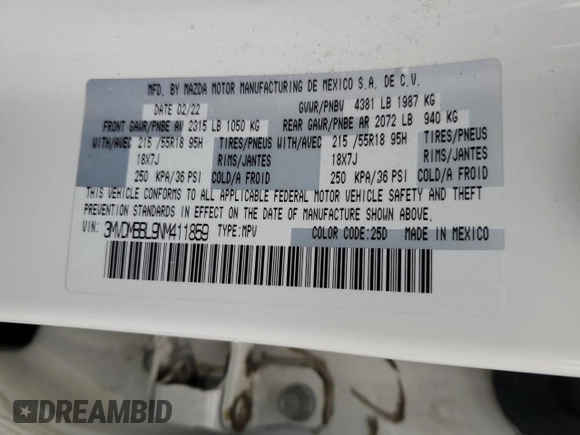 MFD. BY MAZDA MOTOR MANUFACTURING DE MEXICO S.A. DE C.V.
DATE 02/22 GVWR/PNBV 4381 LB 1987 KG
FRONT GAWR/PNBE AV 2315 LB 1050 KG REAR GAWR/PNBE AR 2072 LB 940 KG
WITH/AVEC 215 /55R18 95H TIRES/PNEUS WITH/AVEC 215 /55R18 95H TIRES/PNEUS
18X7J RIMS/JANTES 18X7J RIMS/JANTES
250 KPA/36 PSI COLD/A FROID 250 KPA/36 PSI COLD/A FROID
THIS VEHICLE CONFORMS TO ALL APPLICABLE FEDERAL MOTOR VEHICLE SAFETY AND THEFT
PREVENTION STANDARDS IN EFFECT ON THE DATE OF MANUFACTURE SHOWN ABOVE.
VIN: 3MVDMBBL9NM411859 TYPE:MPV COLOR CODE:25D MADE IN MEXICO
DREAMBID